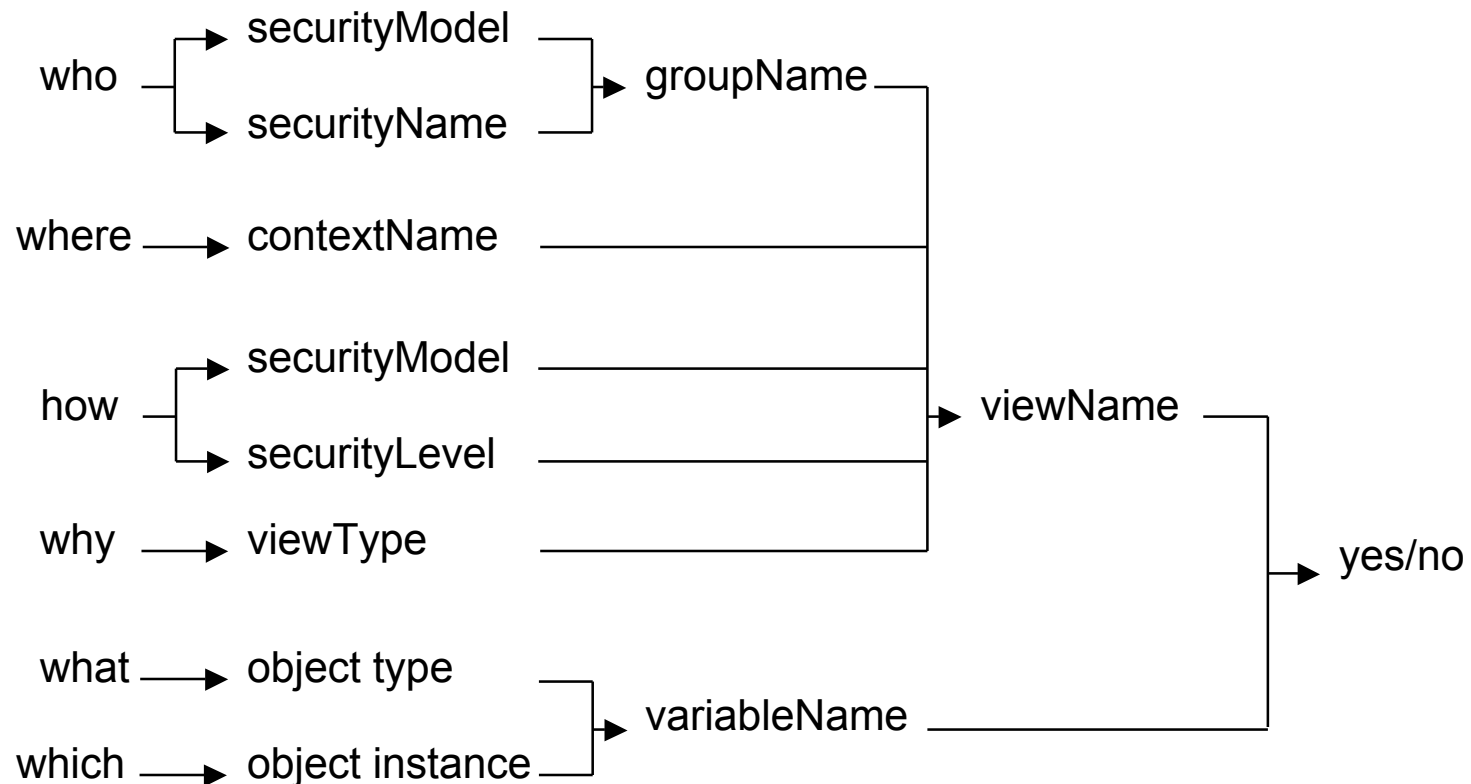 who
securityModel
securityName
groupName
where
contextName
how
securityModel
securityLevel
why
viewType
viewName
what
object type
which
object instance
variableName
yes/no